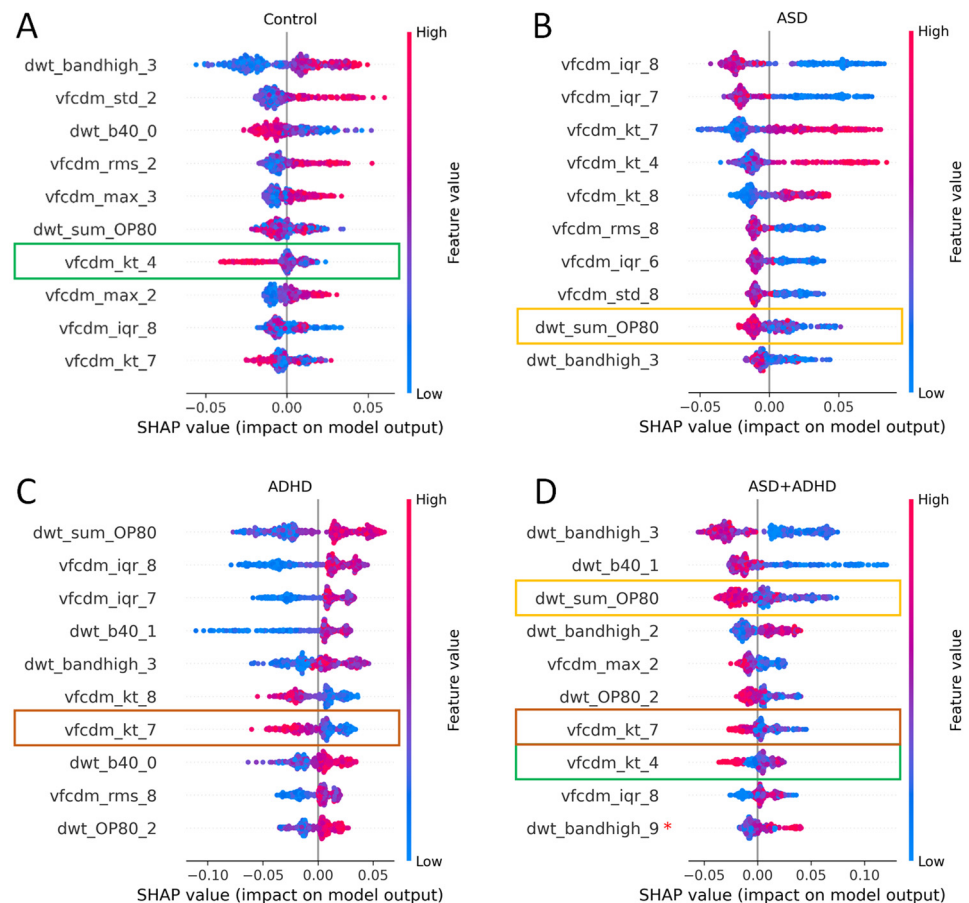 A
Control
High
dwt_bandhigh_3
vfcdm_std_2
dwt_b40_0
vfcdm_rms_2
vfcdm_max_3
dwt_sum_OP80
vfcdm_kt_4
vfcdm_max_2
vfcdm_iqr_8
vfcdm_kt_7
Feature value
Low
−0.05 0.00 0.05
SHAP value (impact on model output)
B
ASD
High
vfcdm_iqr_8
vfcdm_iqr_7
vfcdm_kt_7
vfcdm_kt_4
vfcdm_kt_8
vfcdm_rms_8
vfcdm_iqr_6
vfcdm_std_8
dwt_sum_OP80
dwt_bandhigh_3
Feature value
Low
−0.05 0.00 0.05
SHAP value (impact on model output)
C
ADHD
High
dwt_sum_OP80
vfcdm_iqr_8
vfcdm_iqr_7
dwt_b40_1
dwt_bandhigh_3
vfcdm_kt_8
vfcdm_kt_7
dwt_b40_0
vfcdm_rms_8
dwt_OP80_2
Feature value
Low
−0.10 −0.05 0.00 0.05
SHAP value (impact on model output)
D
ASD+ADHD
High
dwt_bandhigh_3
dwt_b40_1
dwt_sum_OP80
dwt_bandhigh_2
vfcdm_max_2
dwt_OP80_2
vfcdm_kt_7
vfcdm_kt_4
vfcdm_iqr_8
dwt_bandhigh_9 *
Feature value
Low
−0.05 0.00 0.05 0.10
SHAP value (impact on model output)